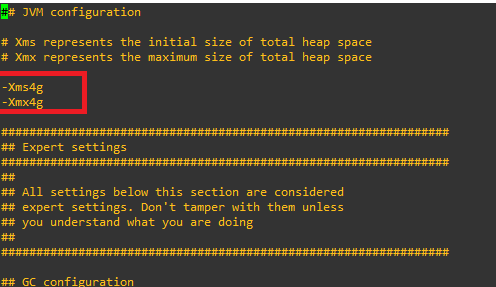 ## JVM configuration
# Xms represents the initial size of total heap space
# Xmx represents the maximum size of total heap space
-Xms4g
-Xmx4g
################################################################
## Expert settings
################################################################
##
## All settings below this section are considered
## expert settings. Don't tamper with them unless
## you understand what you are doing
##
################################################################
## GC configuration